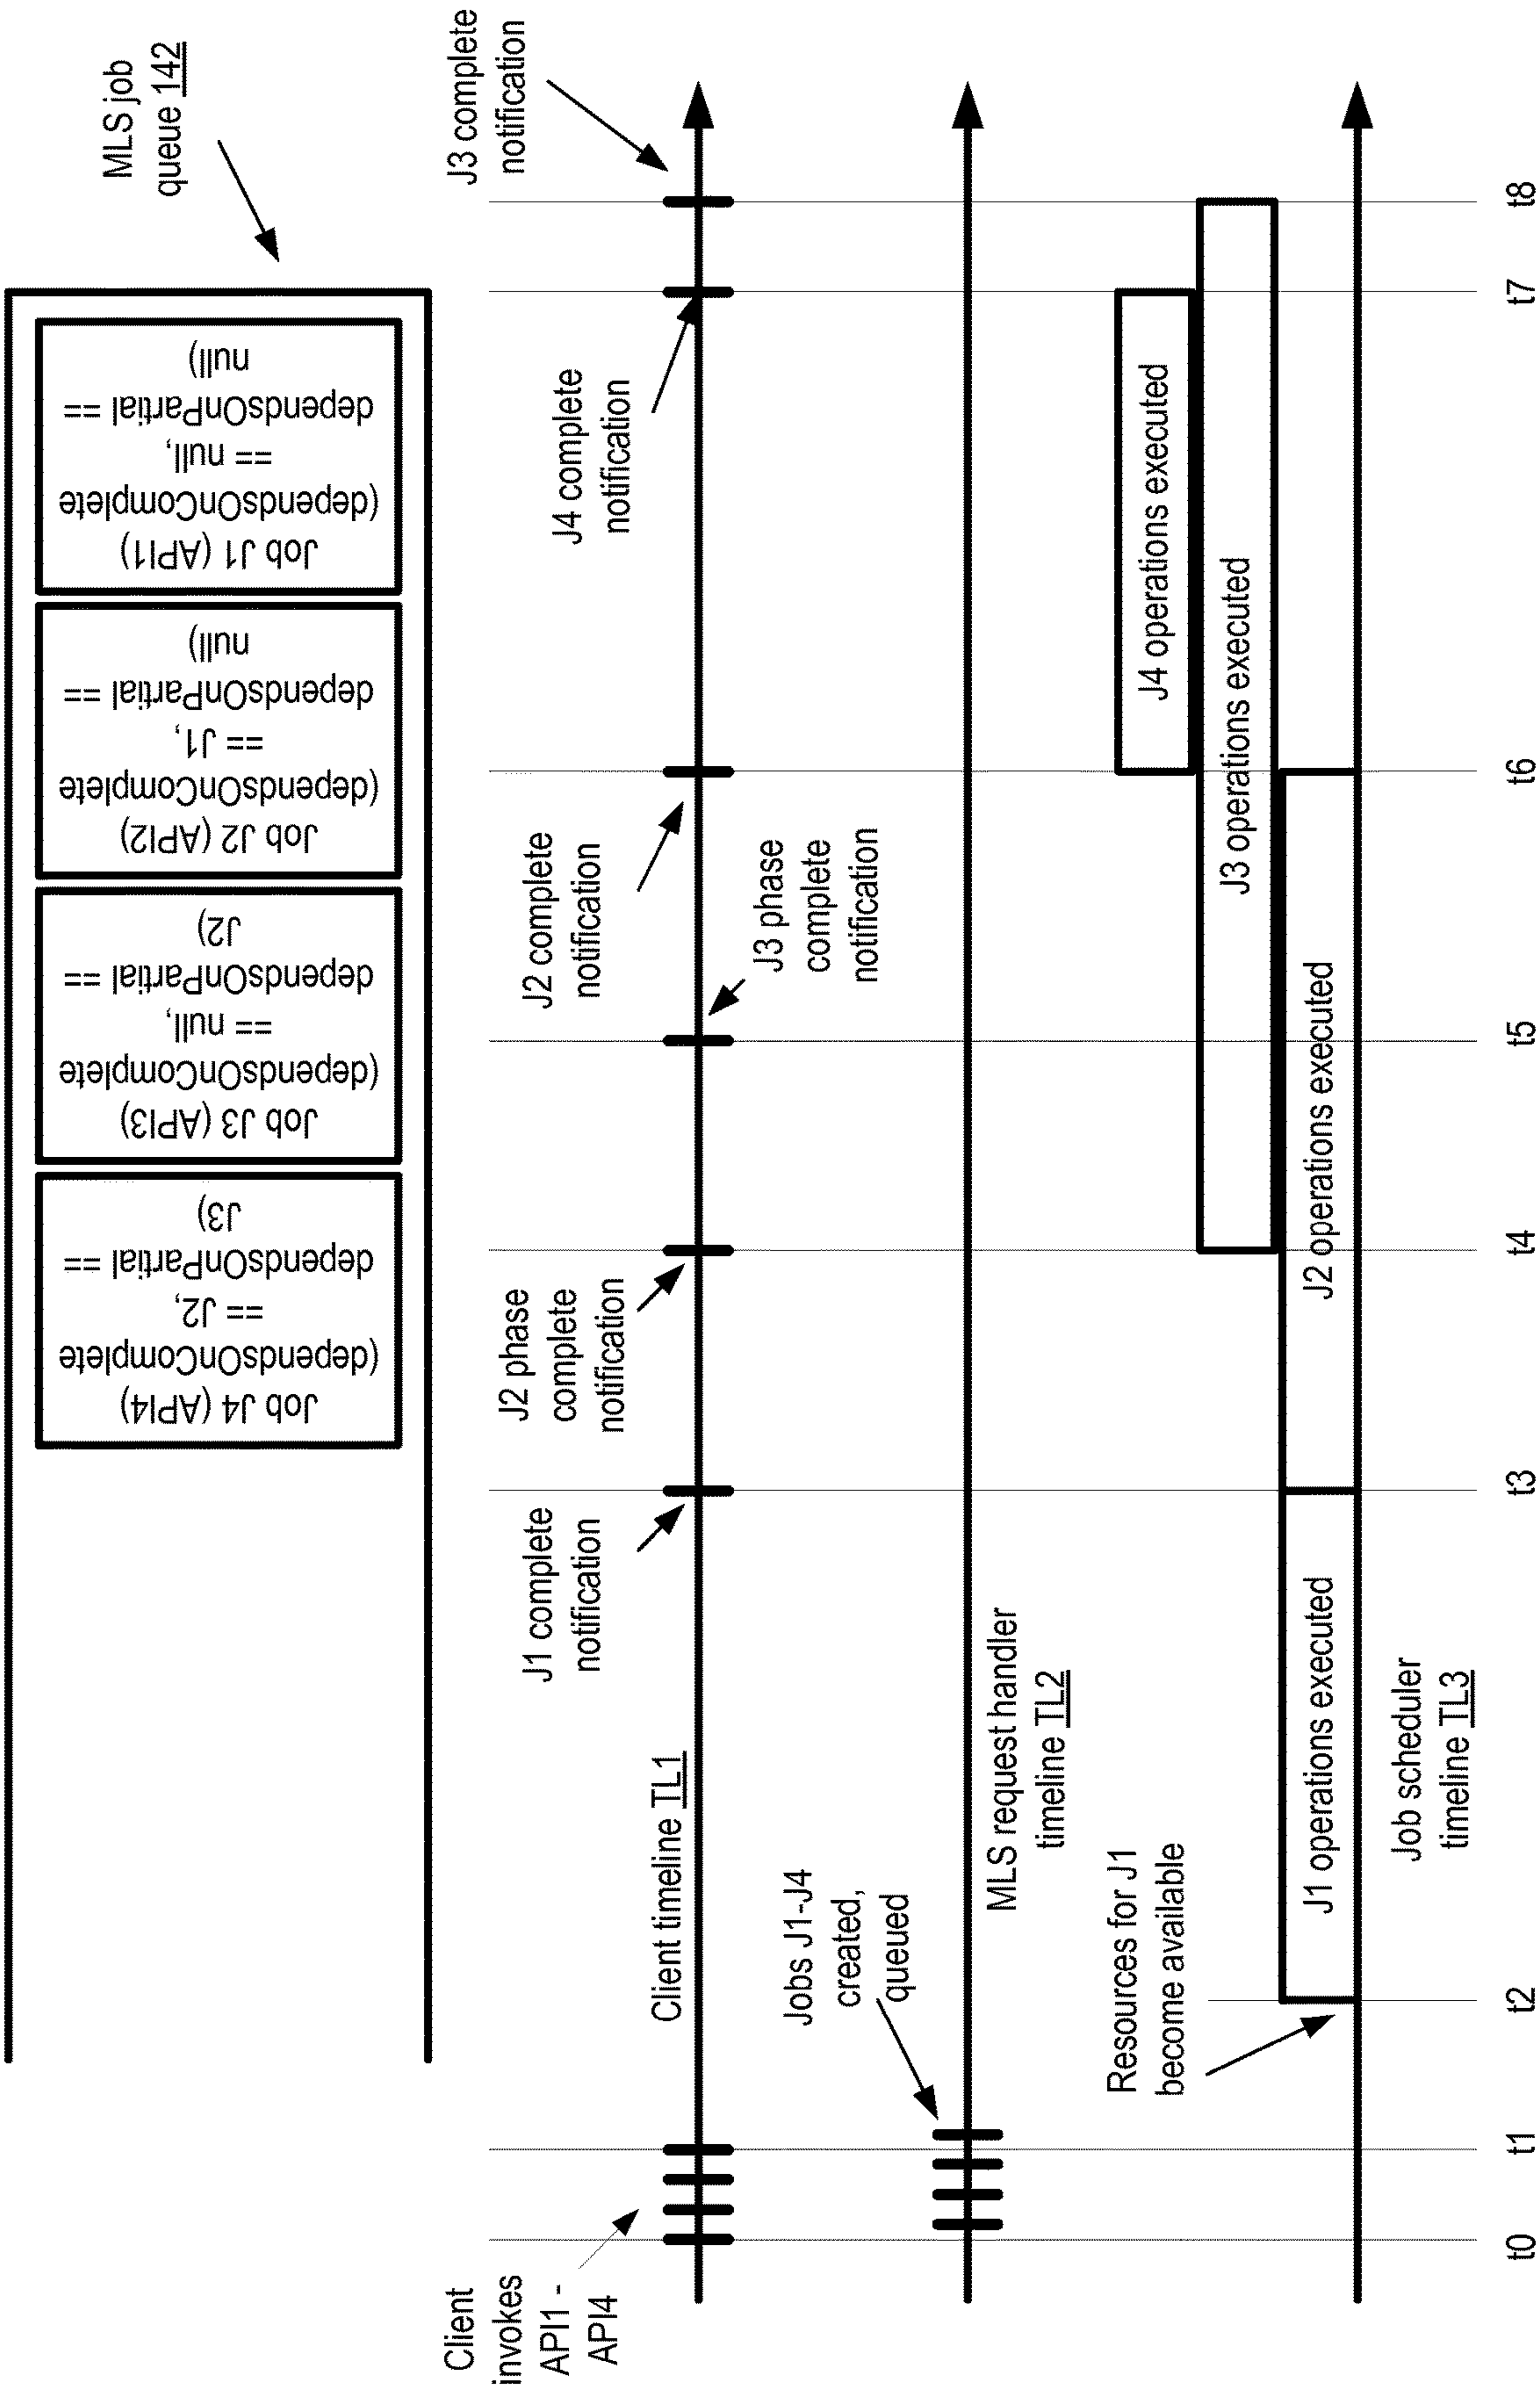 MLS job
queue 142
Job J4 (API4)
(dependsOnComplete
== J2,
dependsOnPartial ==
J3)
Job J3 (API3)
(dependsOnComplete
== null,
dependsOnPartial ==
J2)
Job J2 (API2)
(dependsOnComplete
== J1,
dependsOnPartial ==
null)
Job J1 (API1)
(dependsOnComplete
== null,
dependsOnPartial ==
null)
Client
invokes
API1 -
API4
J1 complete
notification
J2 phase
complete
notification
J2 complete
notification
J3 phase
complete
notification
J4 complete
notification
J3 complete
notification
Client timeline TL1
Jobs J1-J4
created,
queued
MLS request handler
timeline TL2
Resources for J1
become available
J4 operations executed
J3 operations executed
J1 operations executed
J2 operations executed
Job scheduler
timeline TL3
t0
t1
t2
t3
t4
t5
t6
t7
t8